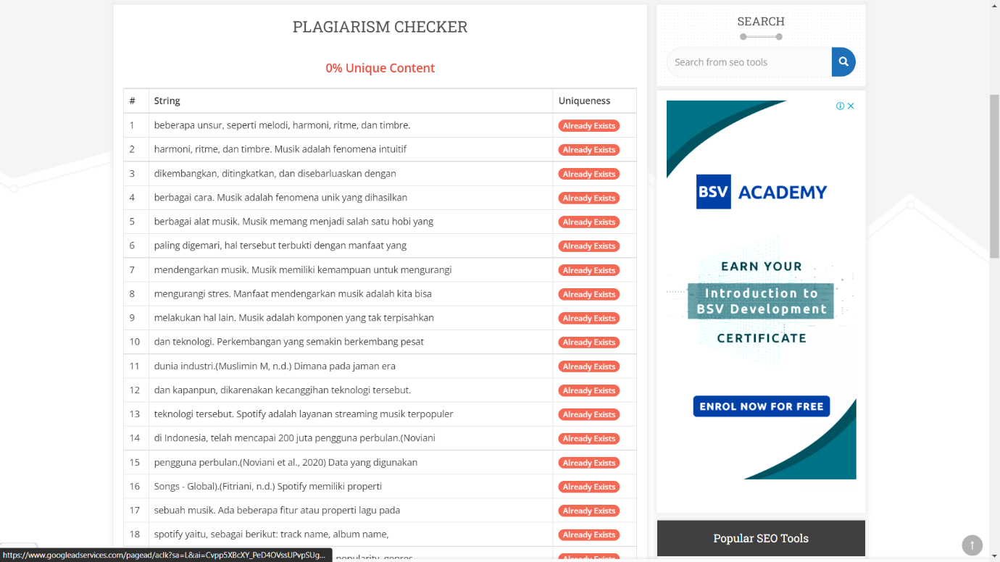 PLAGIARISM CHECKER
0% Unique Content
# String Uniqueness
1 beberapa unsur, seperti melodi, harmoni, ritme, dan timbre. Already Exists
2 harmoni, ritme, dan timbre. Musik adalah fenomena intuitif Already Exists
3 dikembangkan, ditingkatkan, dan disebarluaskan dengan Already Exists
4 berbagai cara. Musik adalah fenomena unik yang dihasilkan Already Exists
5 berbagai alat musik. Musik memang menjadi salah satu hobi yang Already Exists
6 paling digemari, hal tersebut terbukti dengan manfaat yang Already Exists
7 mendengarkan musik. Musik memiliki kemampuan untuk mengurangi Already Exists
8 mengurangi stres. Manfaat mendengarkan musik adalah kita bisa Already Exists
9 melakukan hal lain. Musik adalah komponen yang tak terpisahkan Already Exists
10 dan teknologi. Perkembangan yang semakin berkembang pesat Already Exists
11 dunia industri.(Muslimin M, n.d.) Dimana pada jaman era Already Exists
12 dan kapanpun, dikarenakan kecanggihan teknologi tersebut. Already Exists
13 teknologi tersebut. Spotify adalah layanan streaming musik terpopuler Already Exists
14 di Indonesia, telah mencapai 200 juta pengguna perbulan.(Noviani Already Exists
15 pengguna perbulan.(Noviani et al., 2020) Data yang digunakan Already Exists
16 Songs - Global).(Fitriani, n.d.) Spotify memiliki properti Already Exists
17 sebuah musik. Ada beberapa fitur atau properti lagu pada Already Exists
18 spotify yaitu, sebagai berikut: track name, album name, Already Exists
popularity, genres Already Exists
https://www.googleadservices.com/pagead/aclk?sa=L&ai=Cvpp5XBcXY_PeD4OVssUPvpSUg...
SEARCH
Search from seo tools
BSV ACADEMY
EARN YOUR
Introduction to
BSV Development
CERTIFICATE
ENROL NOW FOR FREE
Popular SEO Tools